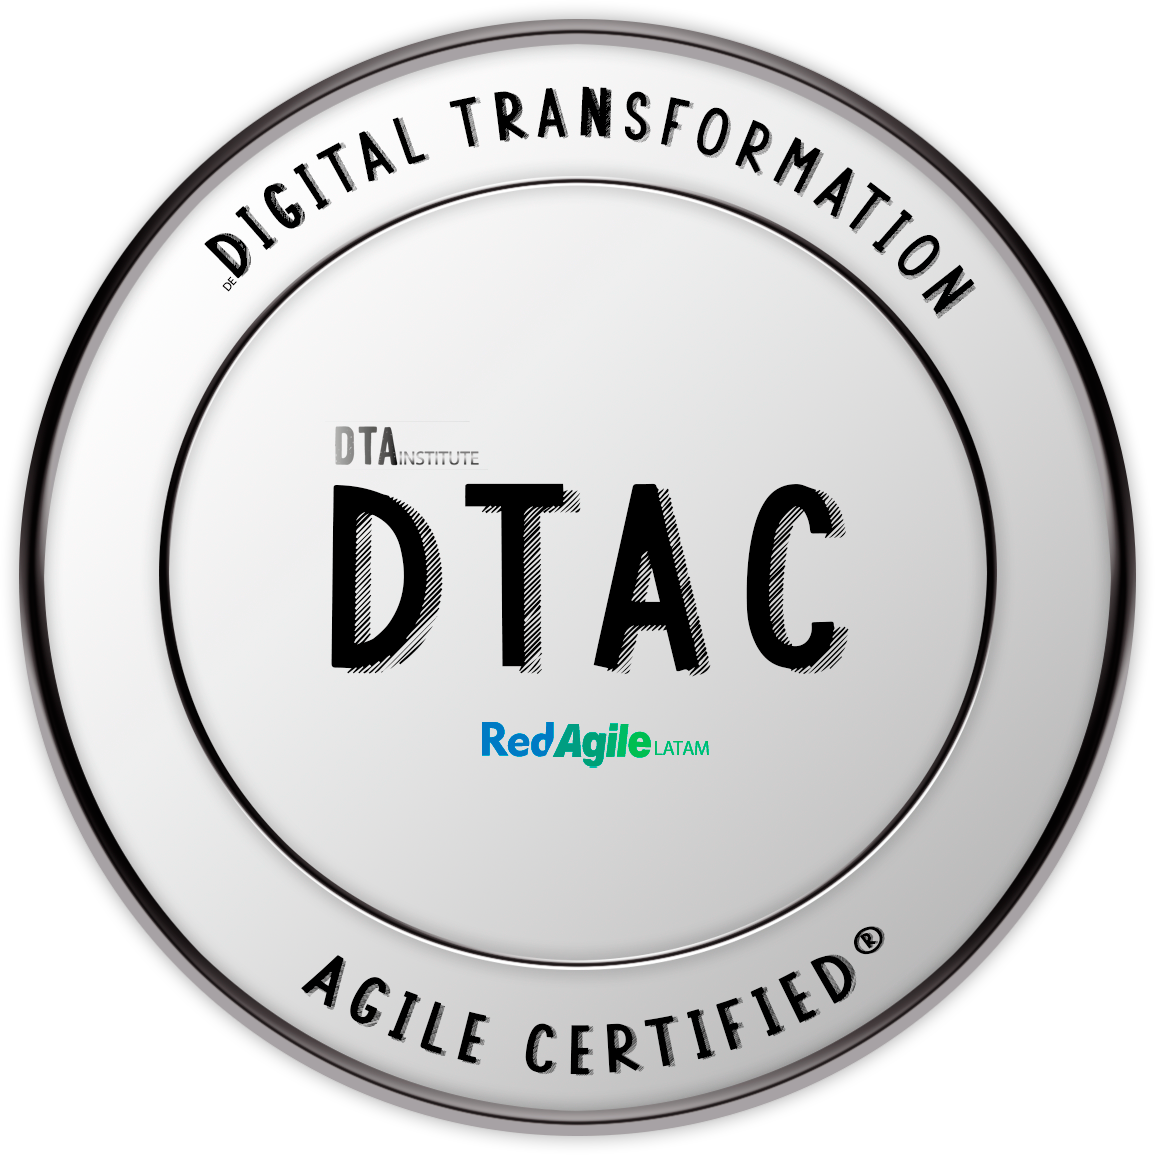 DIGITAL TRANSFORMATION
DE
DTA INSTITUTE
DTAC
RedAgile LATAM
AGILE CERTIFIED®